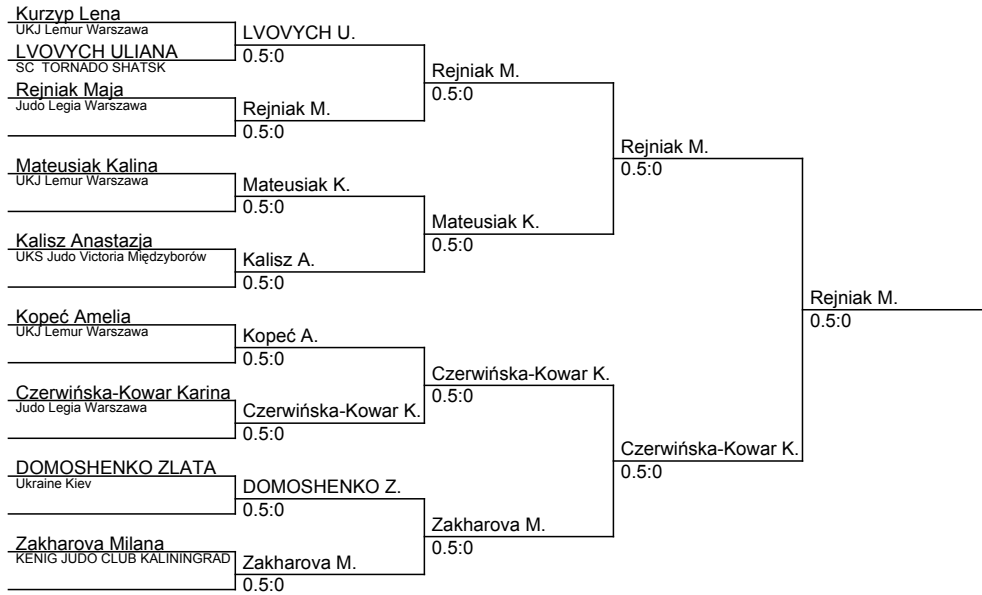 Kurzyp Lena
UKJ Lemur Warszawa
LVOVYCH ULIANA
SC TORNADO SHATSK
Rejniak Maja
Judo Legia Warszawa
Mateusiak Kalina
UKJ Lemur Warszawa
Kalisz Anastazja
UKS Judo Victoria Międzyborów
Kopeć Amelia
UKJ Lemur Warszawa
Czerwińska-Kowar Karina
Judo Legia Warszawa
DOMOSHENKO ZLATA
Ukraine Kiev
Zakharova Milana
KENIG JUDO CLUB KALININGRAD
LVOVYCH U.
0.5:0
Rejniak M.
0.5:0
Mateusiak K.
0.5:0
Kalisz A.
0.5:0
Kopeć A.
0.5:0
Czerwińska-Kowar K.
0.5:0
DOMOSHENKO Z.
0.5:0
Zakharova M.
0.5:0
Rejniak M.
0.5:0
Mateusiak K.
0.5:0
Czerwińska-Kowar K.
0.5:0
Zakharova M.
0.5:0
Rejniak M.
0.5:0
Czerwińska-Kowar K.
0.5:0
Rejniak M.
0.5:0